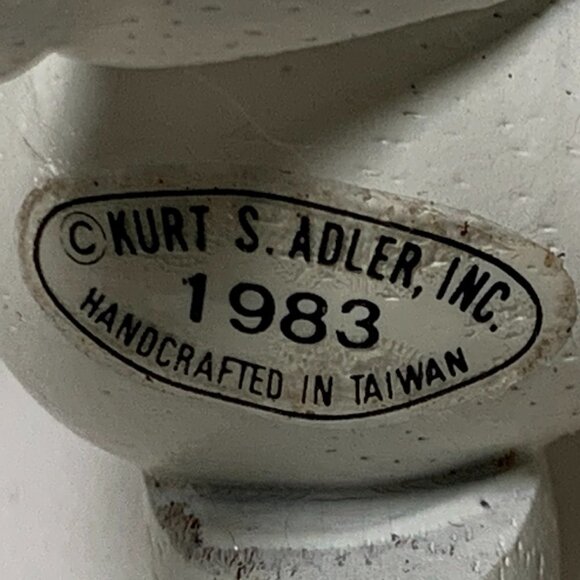 ©KURT S. ADLER, INC.
1983
HANDCRAFTED IN TAIWAN